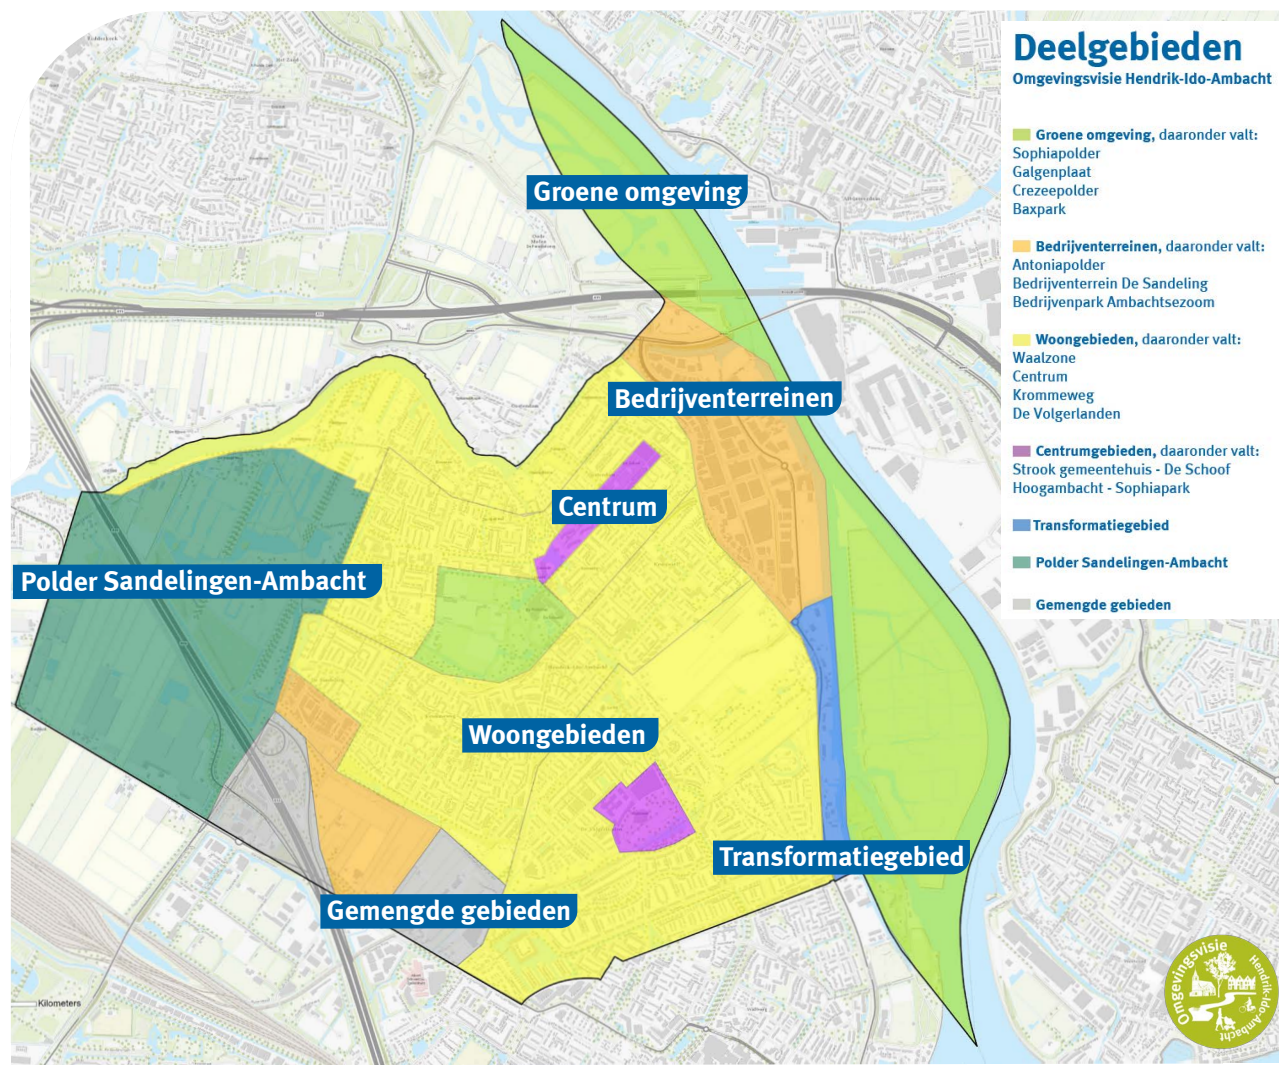 Deelgebieden
Omgevingsvisie Hendrik-Ido-Ambacht
Groene omgeving, daaronder valt:
Sophiapolder
Galgenplaat
Crezeepolder
Baxpark
Bedrijventerreinen, daaronder valt:
Antoniapolder
Bedrijventerrein De Sandeling
Bedrijvenpark Ambachtsezoom
Woongebieden, daaronder valt:
Waalzone
Centrum
Krommeweg
De Volgerlanden
Centrumgebieden, daaronder valt:
Strook gemeentehuis - De Schoof
Hoogambacht - Sophiapark
Transformatiegebied
Polder Sandelingen-Ambacht
Gemengde gebieden
Groene omgeving
Bedrijventerreinen
Centrum
Polder Sandelingen-Ambacht
Woongebieden
Transformatiegebied
Gemengde gebieden
Kilometers
Omgevingsvisie
Hendrik-Ido-Ambacht